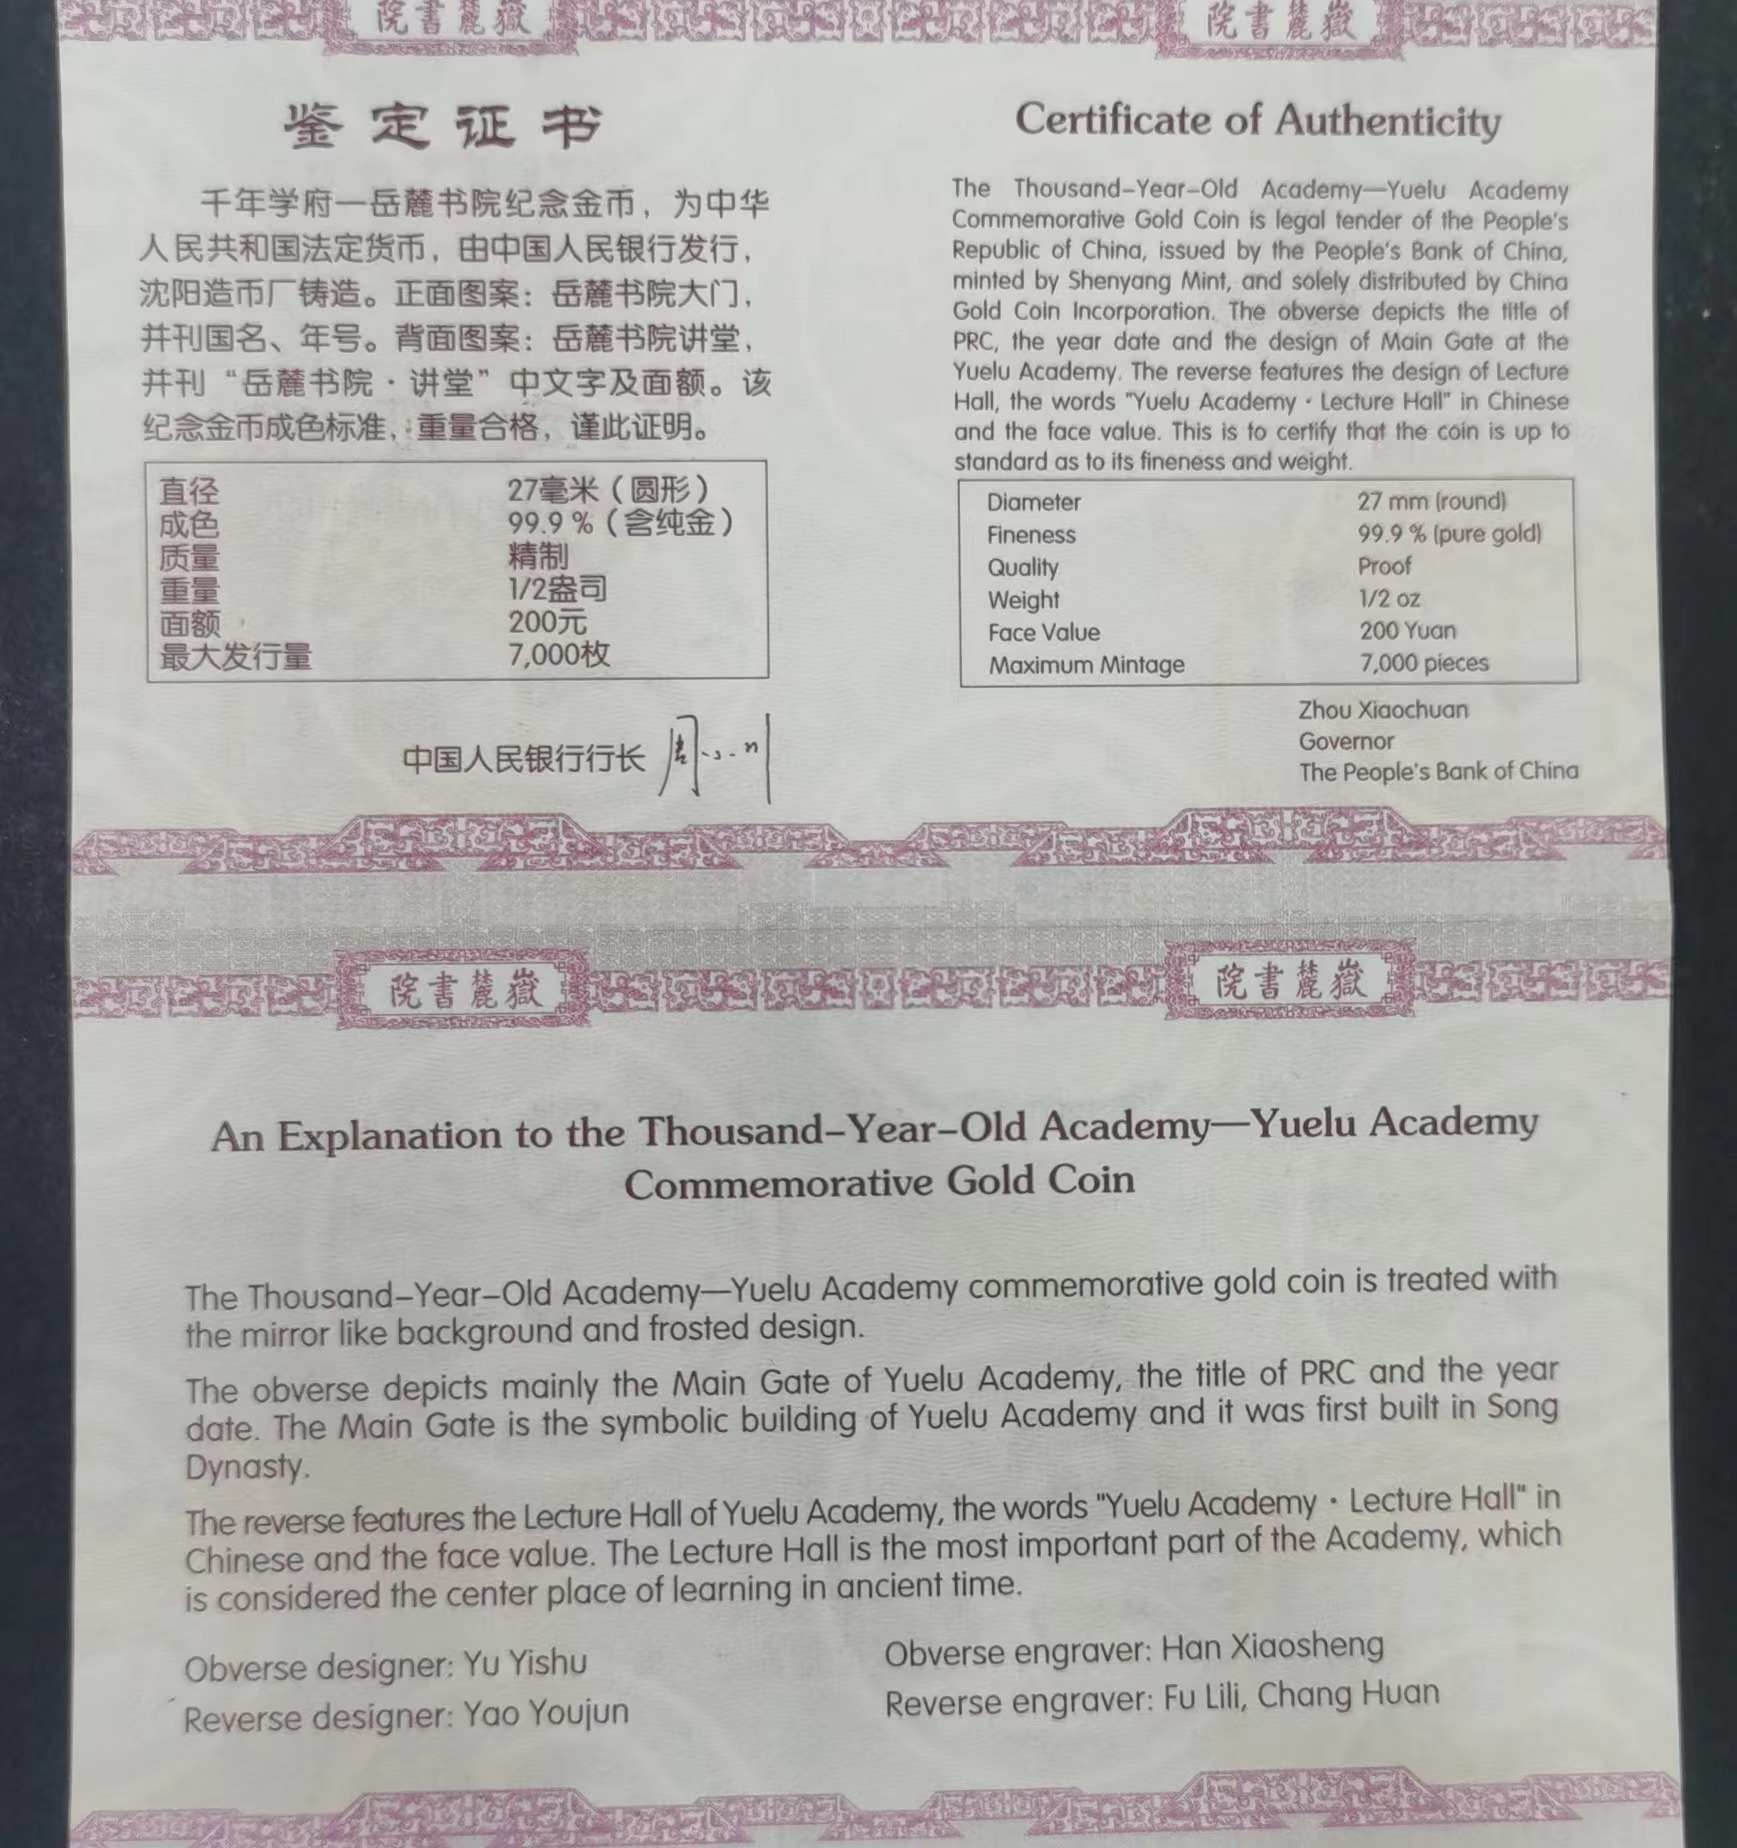 院書麓嶽
院書麓嶽
鉴定证书
千年学府—岳麓书院纪念金币，为中华
人民共和国法定货币，由中国人民银行发行，
沈阳造币厂铸造。正面图案：岳麓书院大门，
并刊国名、年号。背面图案：岳麓书院讲堂，
并刊“岳麓书院·讲堂”中文字及面额。该
纪念金币成色标准，重量合格，谨此证明。
直径 27毫米（圆形）
成色 99.9％（含纯金）
质量 精制
重量 1/2盎司
面额 200元
最大发行量 7,000枚
中国人民银行行长 周小川
Certificate of Authenticity
The Thousand–Year–Old Academy—Yuelu Academy
Commemorative Gold Coin is legal tender of the People's
Republic of China, issued by the People's Bank of China,
minted by Shenyang Mint, and solely distributed by China
Gold Coin Incorporation. The obverse depicts the title of
PRC, the year date and the design of Main Gate at the
Yuelu Academy. The reverse features the design of Lecture
Hall, the words "Yuelu Academy · Lecture Hall" in Chinese
and the face value. This is to certify that the coin is up to
standard as to its fineness and weight.
Diameter 27 mm (round)
Fineness 99.9 % (pure gold)
Quality Proof
Weight 1/2 oz
Face Value 200 Yuan
Maximum Mintage 7,000 pieces
Zhou Xiaochuan
Governor
The People's Bank of China
院書麓嶽
院書麓嶽
An Explanation to the Thousand–Year–Old Academy—Yuelu Academy
Commemorative Gold Coin
The Thousand–Year–Old Academy—Yuelu Academy commemorative gold coin is treated with
the mirror like background and frosted design.
The obverse depicts mainly the Main Gate of Yuelu Academy, the title of PRC and the year
date. The Main Gate is the symbolic building of Yuelu Academy and it was first built in Song
Dynasty.
The reverse features the Lecture Hall of Yuelu Academy, the words "Yuelu Academy · Lecture Hall" in
Chinese and the face value. The Lecture Hall is the most important part of the Academy, which
is considered the center place of learning in ancient time.
Obverse designer: Yu Yishu
Reverse designer: Yao Youjun
Obverse engraver: Han Xiaosheng
Reverse engraver: Fu Lili, Chang Huan